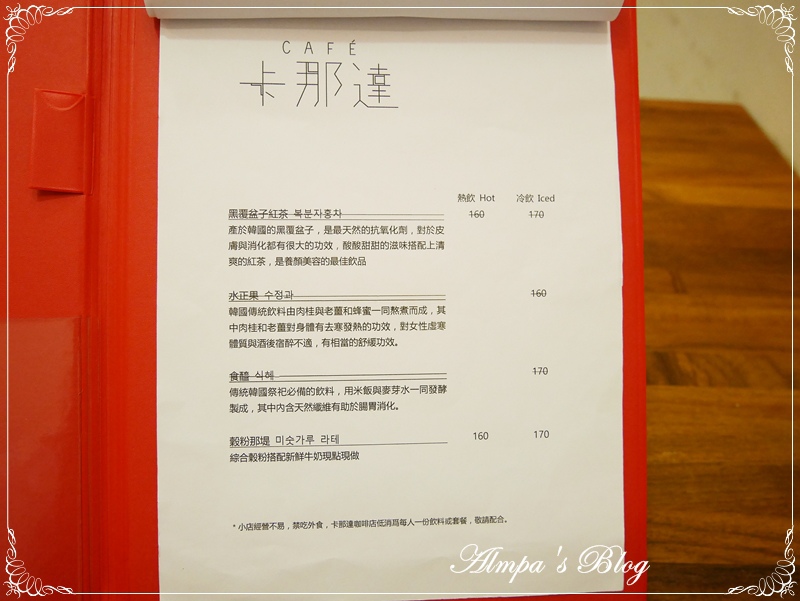 CAFÉ
卡那達
熱飲 Hot 冷飲 Iced
黑覆盆子紅茶 복분자홍차 160 170
產於韓國的黑覆盆子，是最天然的抗氧化劑，對於皮
膚與消化都有很大的功效，酸酸甜甜的滋味搭配上清
爽的紅茶，是養顏美容的最佳飲品
水正果 수정과 160
韓國傳統飲料由肉桂與老薑和蜂蜜一同熬煮而成，其
中肉桂和老薑對身體有去寒發熱的功效，對女性虛寒
體質與酒後宿醉不適，有相當的舒緩功效。
食醯 식혜 170
傳統韓國祭祀必備的飲料，用米飯與麥芽水一同發酵
製成，其中內含天然纖維有助於腸胃消化。
穀粉那堤 미숫가루 라테 160 170
綜合穀粉搭配新鮮牛奶現點現做
* 小店經營不易，禁吃外食，卡那達咖啡店低消爲每人一份飲料或套餐，敬請配合。
Almpa's Blog